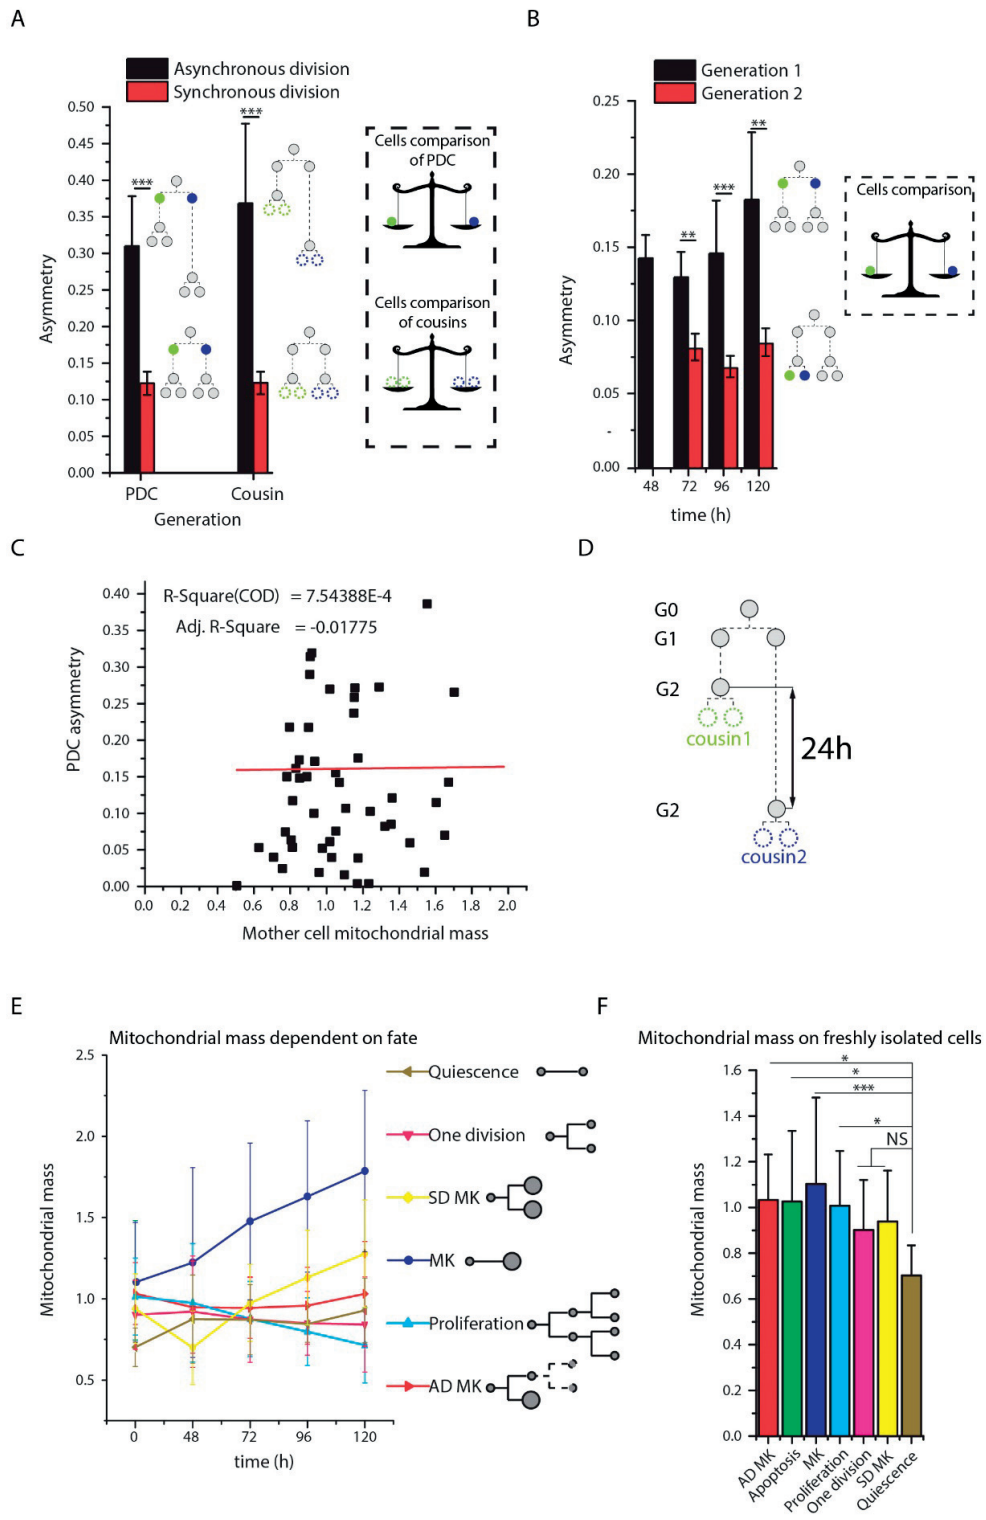 A
Asynchronous division
Synchronous division
0.50
0.45
0.40
0.35
0.30
0.25
0.20
0.15
0.10
0.05
0.00
Asymmetry
***
***
PDC
Cousin
Generation
Cells comparison
of PDC
Cells comparison
of cousins
B
Generation 1
Generation 2
0.25
0.20
0.15
0.10
0.05
-
0.00
Asymmetry
**
***
**
48
72
96
120
time (h)
Cells comparison
C
R-Square(COD) = 7.54388E-4
Adj. R-Square = -0.01775
0.40
0.35
0.30
0.25
0.20
0.15
0.10
0.05
0.00
PDC asymmetry
0.0 0.2 0.4 0.6 0.8 1.0 1.2 1.4 1.6 1.8 2.0
Mother cell mitochondrial mass
D
G0
G1
G2
cousin1
24h
G2
cousin2
E
Mitochondrial mass dependent on fate
2.5
2.0
1.5
1.0
0.5
Mitochondrial mass
0 48 72 96 120
time (h)
Quiescence
One division
SD MK
MK
Proliferation
AD MK
F
Mitochondrial mass on freshly isolated cells
1.6
1.4
1.2
1.0
0.8
0.6
0.4
0.2
0.0
Mitochondrial mass
*
*
***
*
NS
AD MK
Apoptosis
MK
Proliferation
One division
SD MK
Quiescence